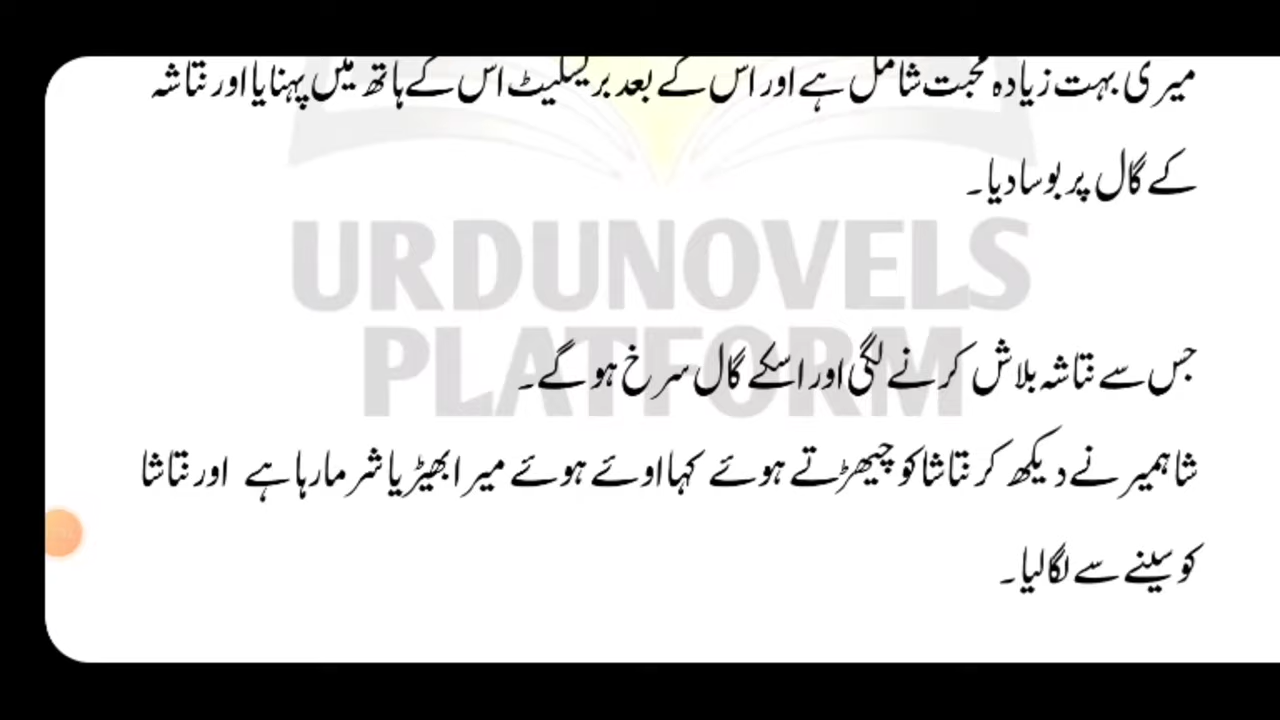 میری بہت زیادہ محبت شامل ہے اور اس کے بعد بریسلیٹ اس کے ہاتھ میں پہنایا اور نتاشہ
کے گال پر بوسا دیا۔
URDUNOVELS
PLATFORM
جس سے نتاشہ بلاش کرنے لگی اور اسکے گال سرخ ہو گے۔
شاہمیر نے دیکھ کر نتاشا کو چیھڑتے ہوئے کہا اوئے ہوئے میرا بھیڑیا شرما رہا ہے اور نتاشا
کو سینے سے لگا لیا۔